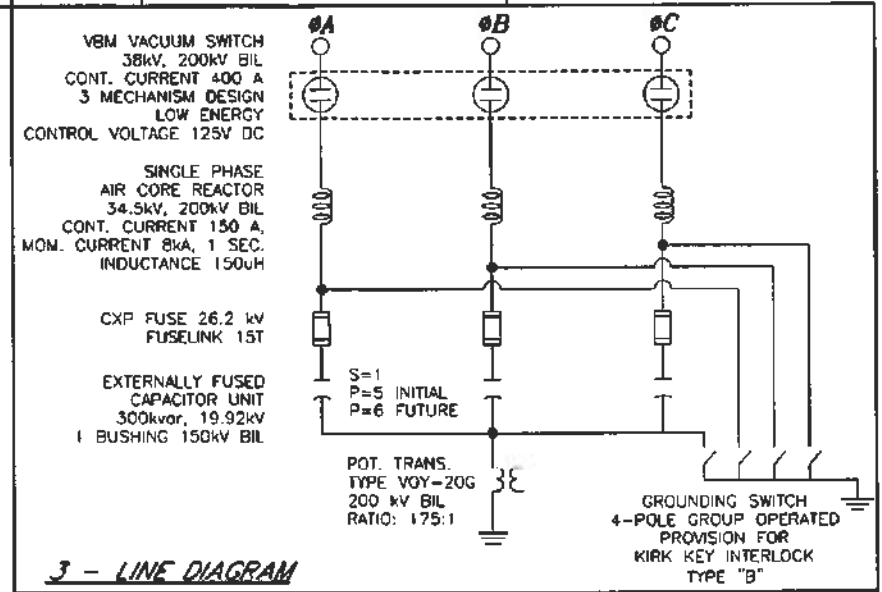 øA
øB
øC
VBM VACUUM SWITCH
38kV, 200kV BIL
CONT. CURRENT 400 A
3 MECHANISM DESIGN
LOW ENERGY
CONTROL VOLTAGE 125V DC
SINGLE PHASE
AIR CORE REACTOR
34.5kV, 200kV BIL
CONT. CURRENT 150 A,
MOM. CURRENT 8kA, 1 SEC.
INDUCTANCE 150uH
CXP FUSE 26.2 kV
FUSELINK 15T
EXTERNALLY FUSED
CAPACITOR UNIT
300kvar, 19.92kV
1 BUSHING 150kV BIL
S=1
P=5 INITIAL
P=6 FUTURE
POT. TRANS.
TYPE VOY-20G
200 kV BIL
RATIO: 175:1
GROUNDING SWITCH
4-POLE GROUP OPERATED
PROVISION FOR
KIRK KEY INTERLOCK
TYPE "B"
3 - LINE DIAGRAM